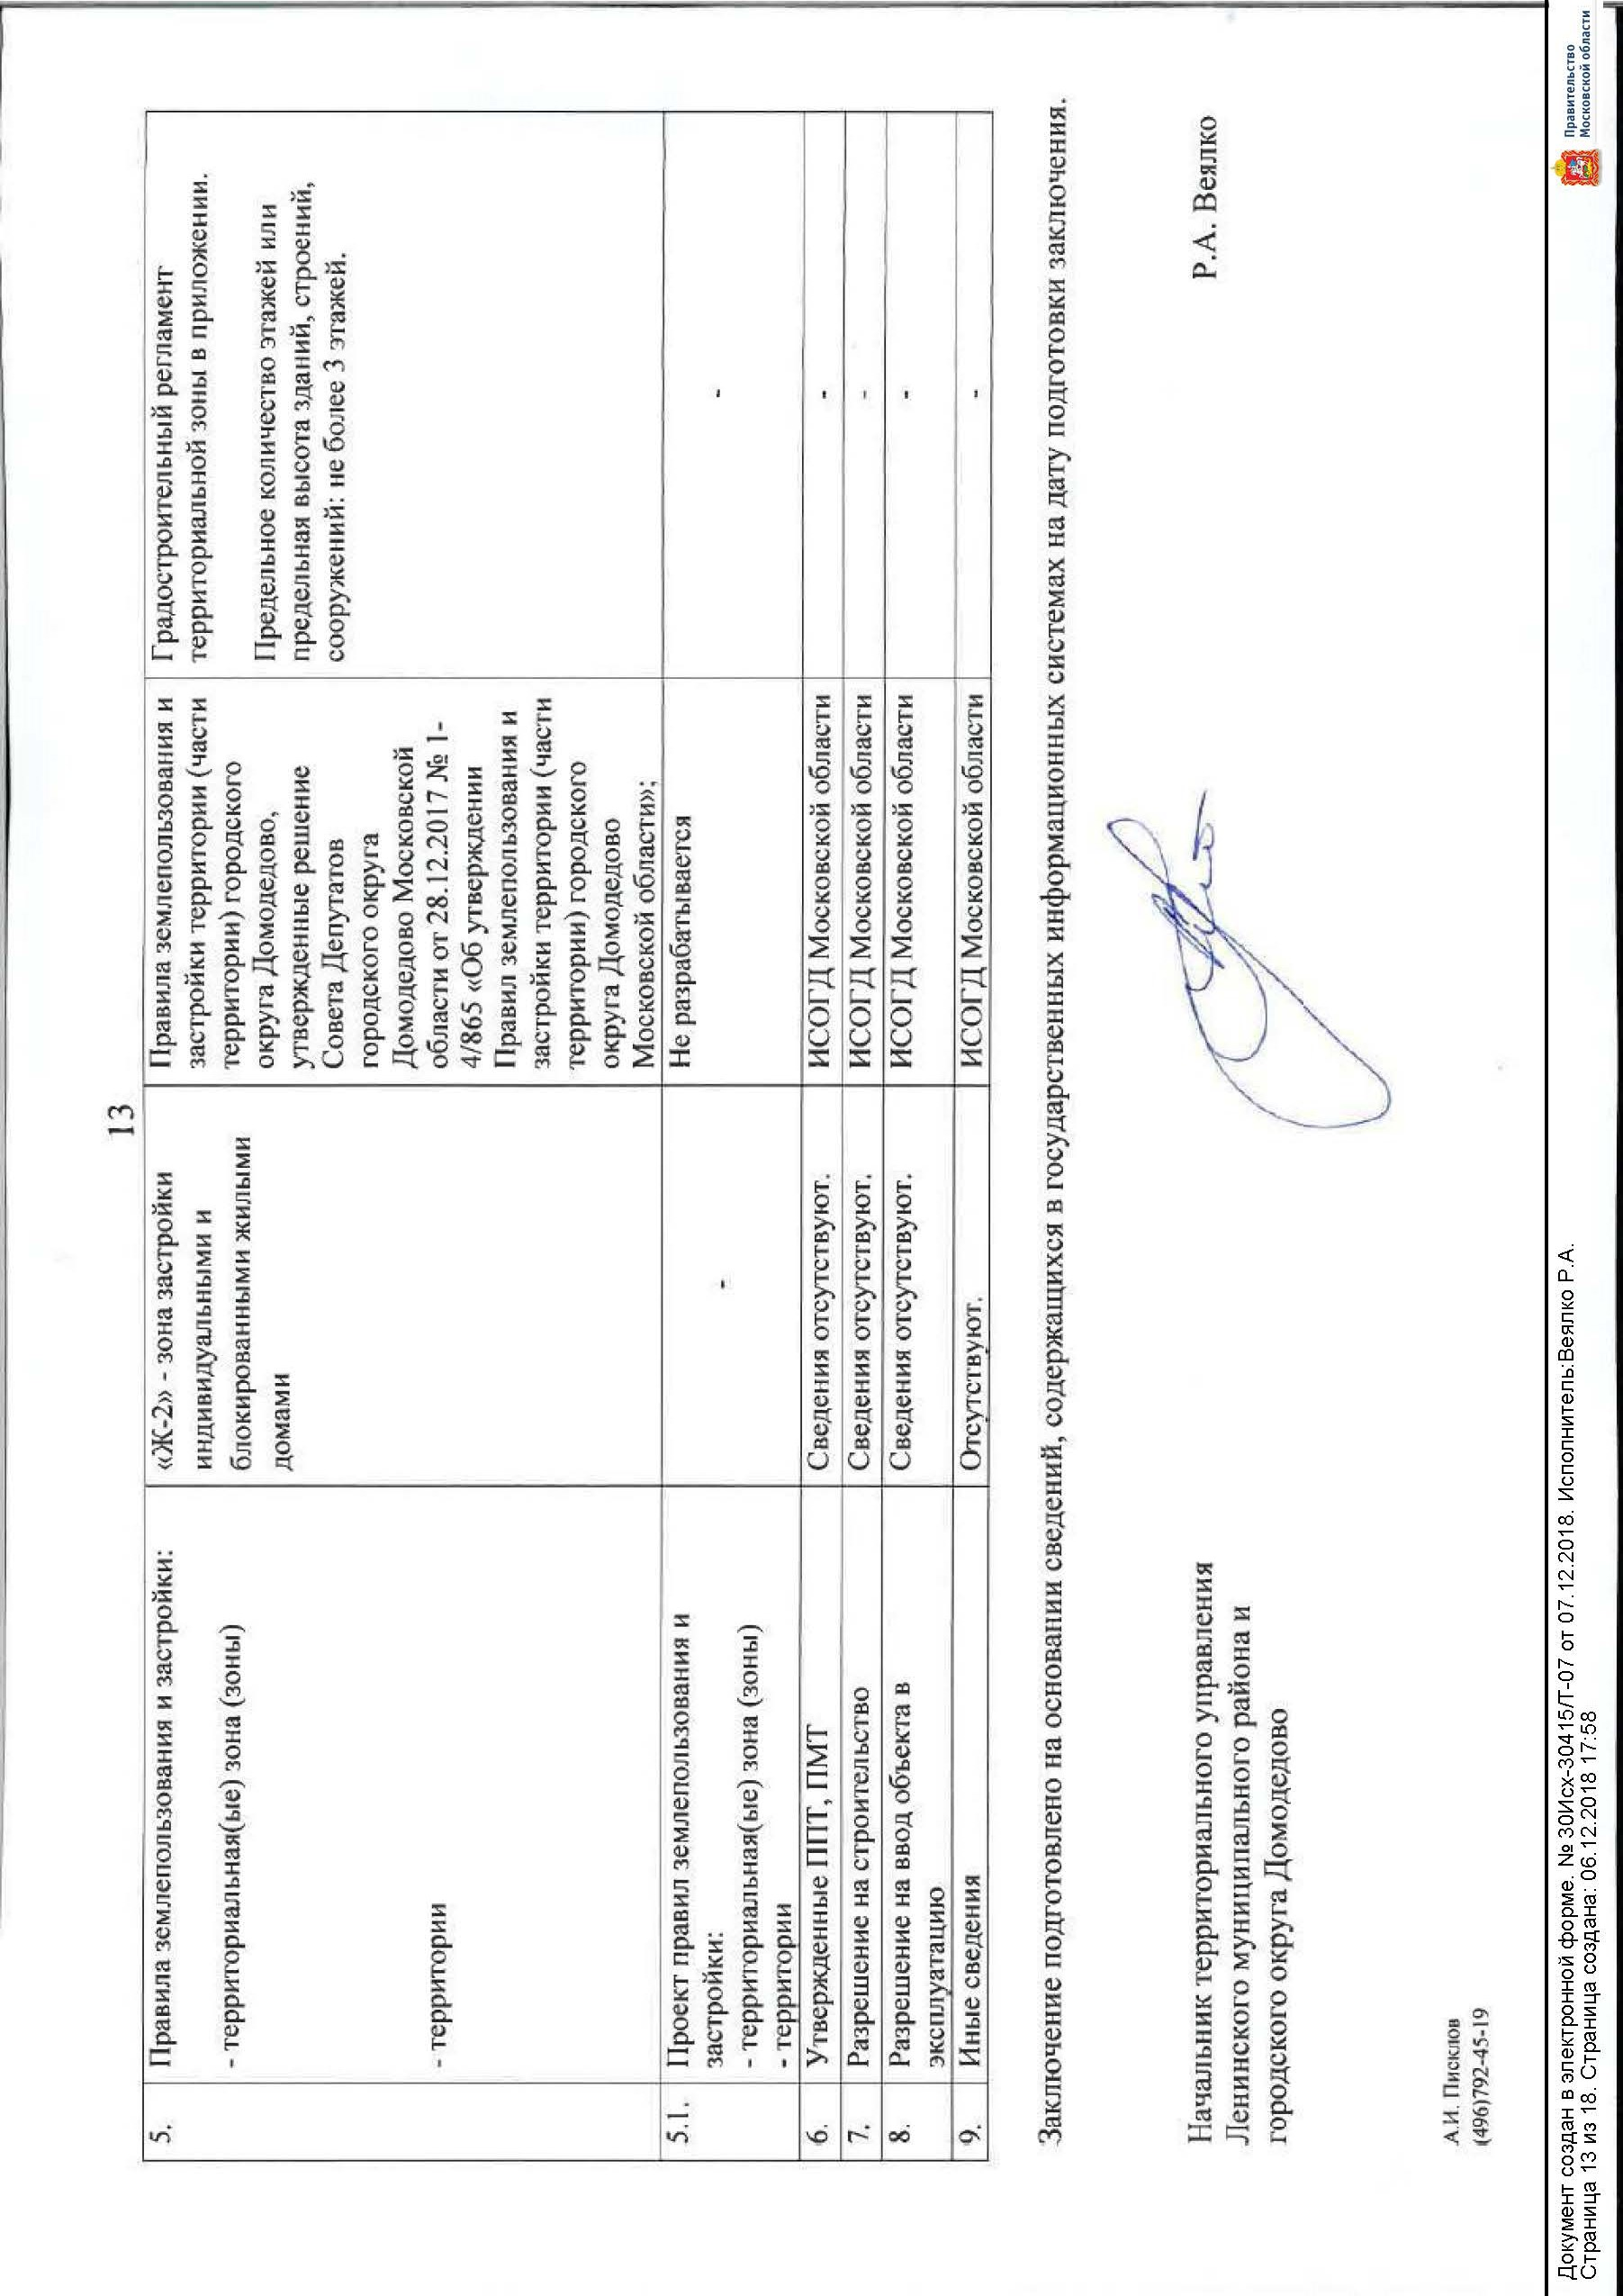 13
5.
Правила землепользования и застройки:
- территориальная(ые) зона (зоны)
- территории
«Ж-2» - зона застройки
индивидуальными и
блокированными жилыми
домами
Правила землепользования и
застройки территории (части
территории) городского
округа Домодедово,
утвержденные решение
Совета Депутатов
городского округа
Домодедово Московской
области от 28.12.2017 № 1-
4/865 «Об утверждении
Правил землепользования и
застройки территории (части
территории) городского
округа Домодедово
Московской области»;
Градостроительный регламент
территориальной зоны в приложении.
Предельное количество этажей или
предельная высота зданий, строений,
сооружений: не более 3 этажей.
5.1.
Проект правил землепользования и
застройки:
- территориальная(ые) зона (зоны)
- территории
-
Не разрабатывается
-
6. Утвержденные ППТ, ПМТ Сведения отсутствуют. ИСОГД Московской области -
7. Разрешение на строительство Сведения отсутствуют. ИСОГД Московской области -
8. Разрешение на ввод объекта в Сведения отсутствуют. ИСОГД Московской области -
эксплуатацию
9. Иные сведения Отсутствуют. ИСОГД Московской области -
Заключение подготовлено на основании сведений, содержащихся в государственных информационных системах на дату подготовки заключения.
Начальник территориального управления Р.А. Веялко
Ленинского муниципального района и
городского округа Домодедово
А.И. Писклов
(496)792-45-19
Документ создан в электронной форме. № 30Исх-30415/Т-07 от 07.12.2018. Исполнитель:Веялко Р.А.
Страница 13 из 18. Страница создана: 06.12.2018 17:58
Правительство
Московской области